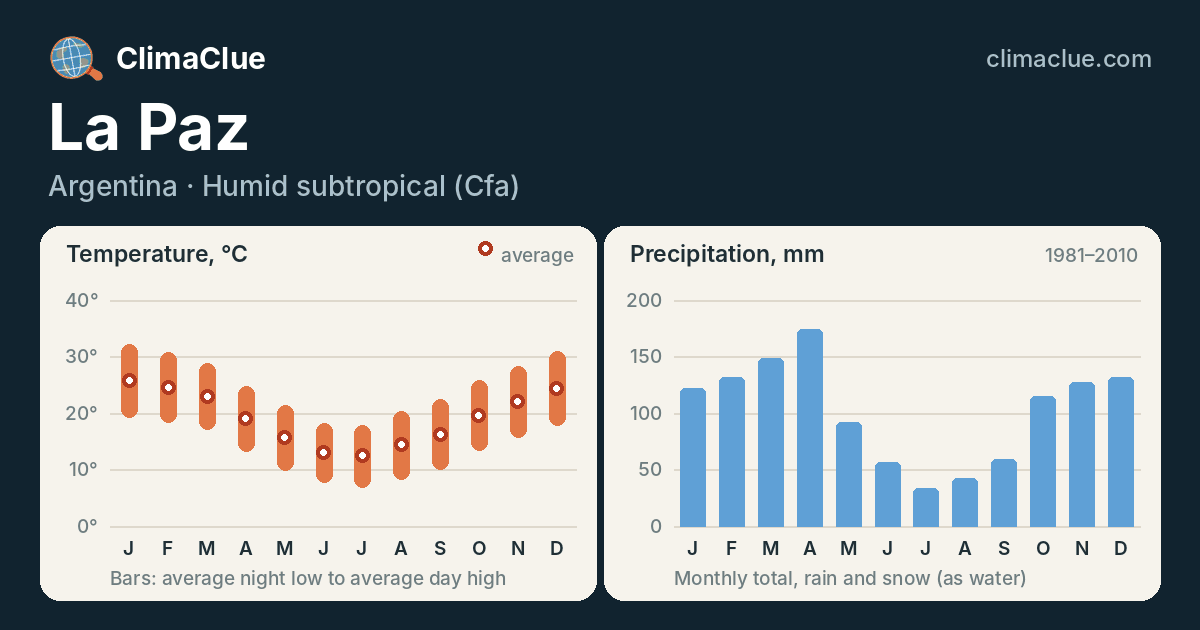 ClimaClue
climaclue.com
La Paz
Argentina · Humid subtropical (Cfa)
Temperature, °C
average
40°
30°
20°
10°
0°
J F M A M J J A S O N D
Bars: average night low to average day high
Precipitation, mm
1981–2010
200
150
100
50
0
J F M A M J J A S O N D
Monthly total, rain and snow (as water)